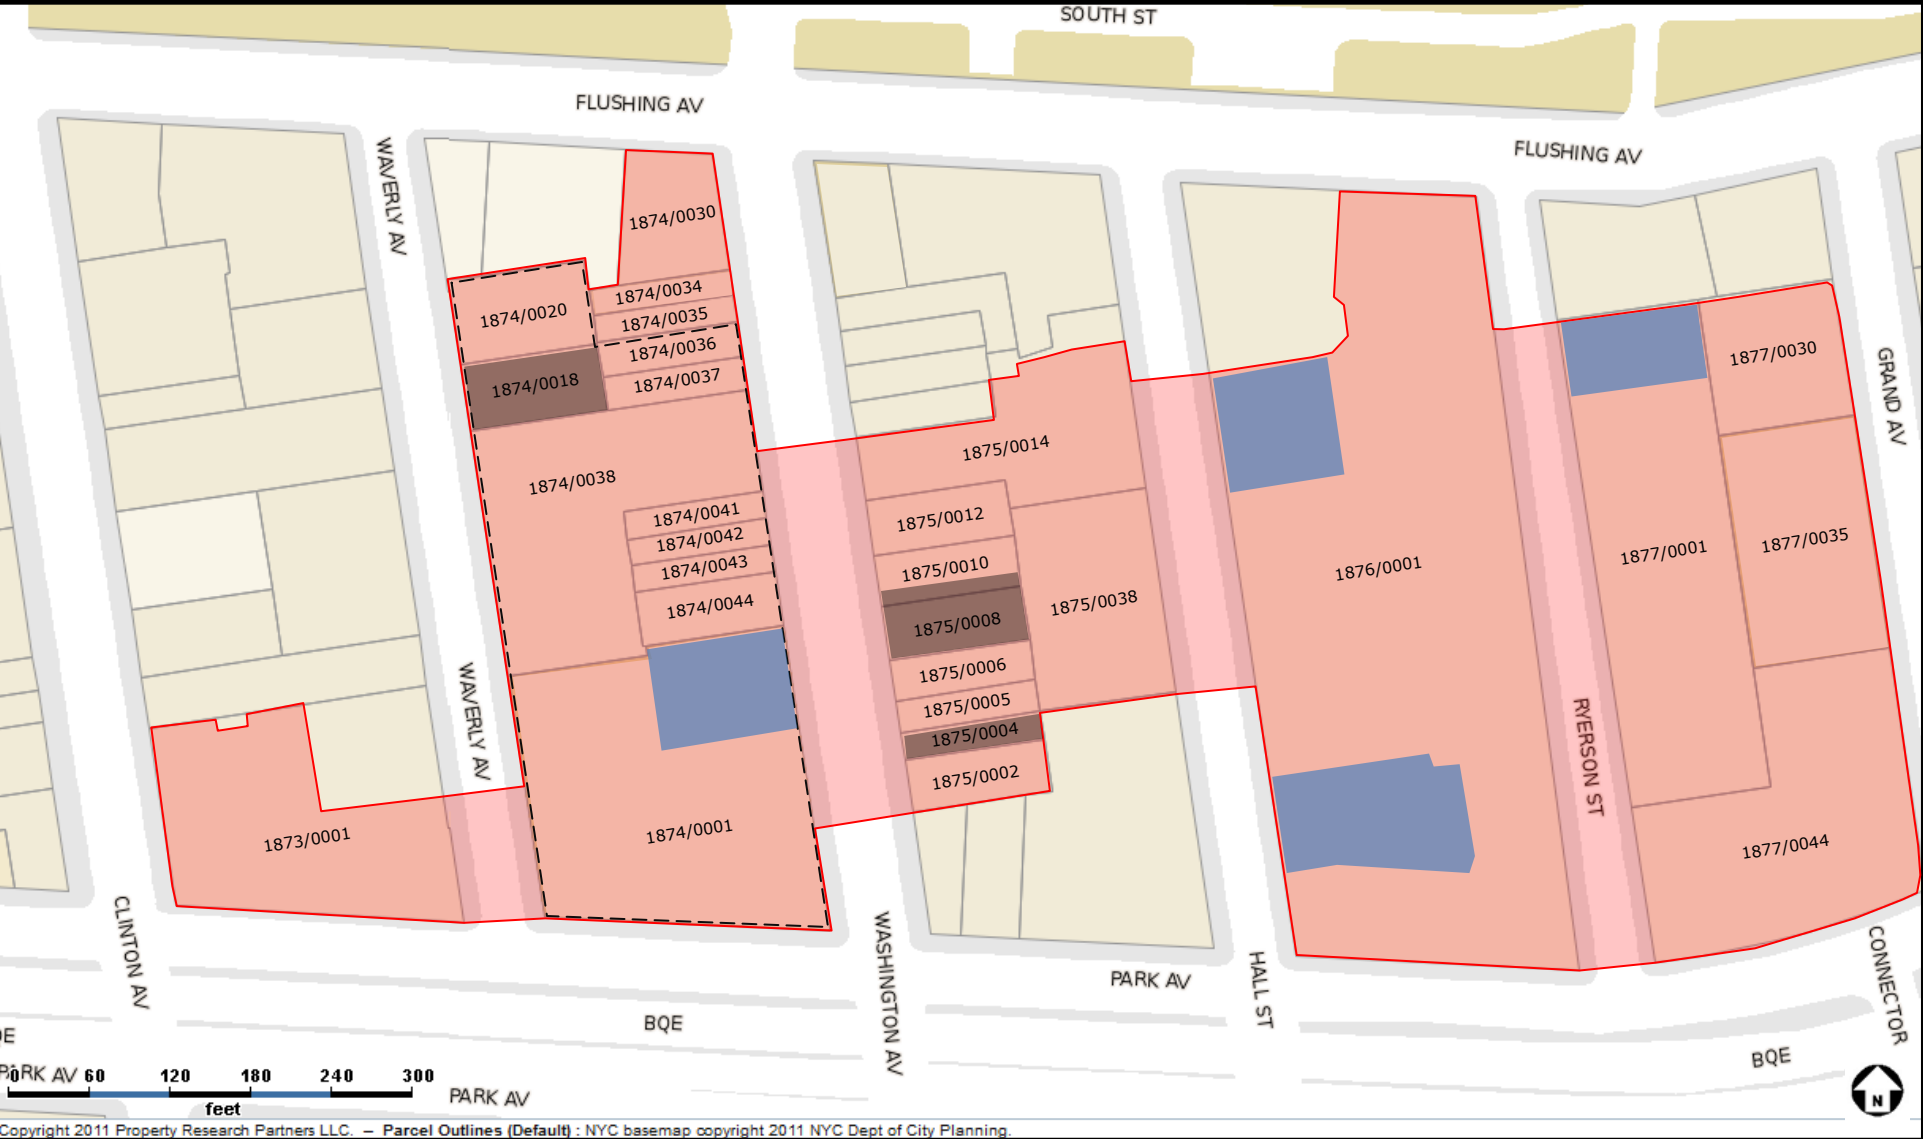 SOUTH ST
FLUSHING AV
FLUSHING AV
WAVERLY AV
1874/0030
1874/0034
1874/0020
1874/0035
1874/0036
1874/0037
1874/0018
1877/0030
GRAND AV
1875/0014
1874/0038
1874/0041
1874/0042
1874/0043
1874/0044
1875/0012
1875/0010
1875/0008
1875/0038
1876/0001
1877/0001
1877/0035
1875/0006
1875/0005
1875/0004
1875/0002
WAVERLY AV
RYERSON ST
1873/0001
1874/0001
1877/0044
CLINTON AV
WASHINGTON AV
PARK AV
HALL ST
CONNECTOR
BQE
BQE
PARK AV
0 60 120 180 240 300
feet
PARK AV
N
Copyright 2011 Property Research Partners LLC. – Parcel Outlines (Default) : NYC basemap copyright 2011 NYC Dept of City Planning.